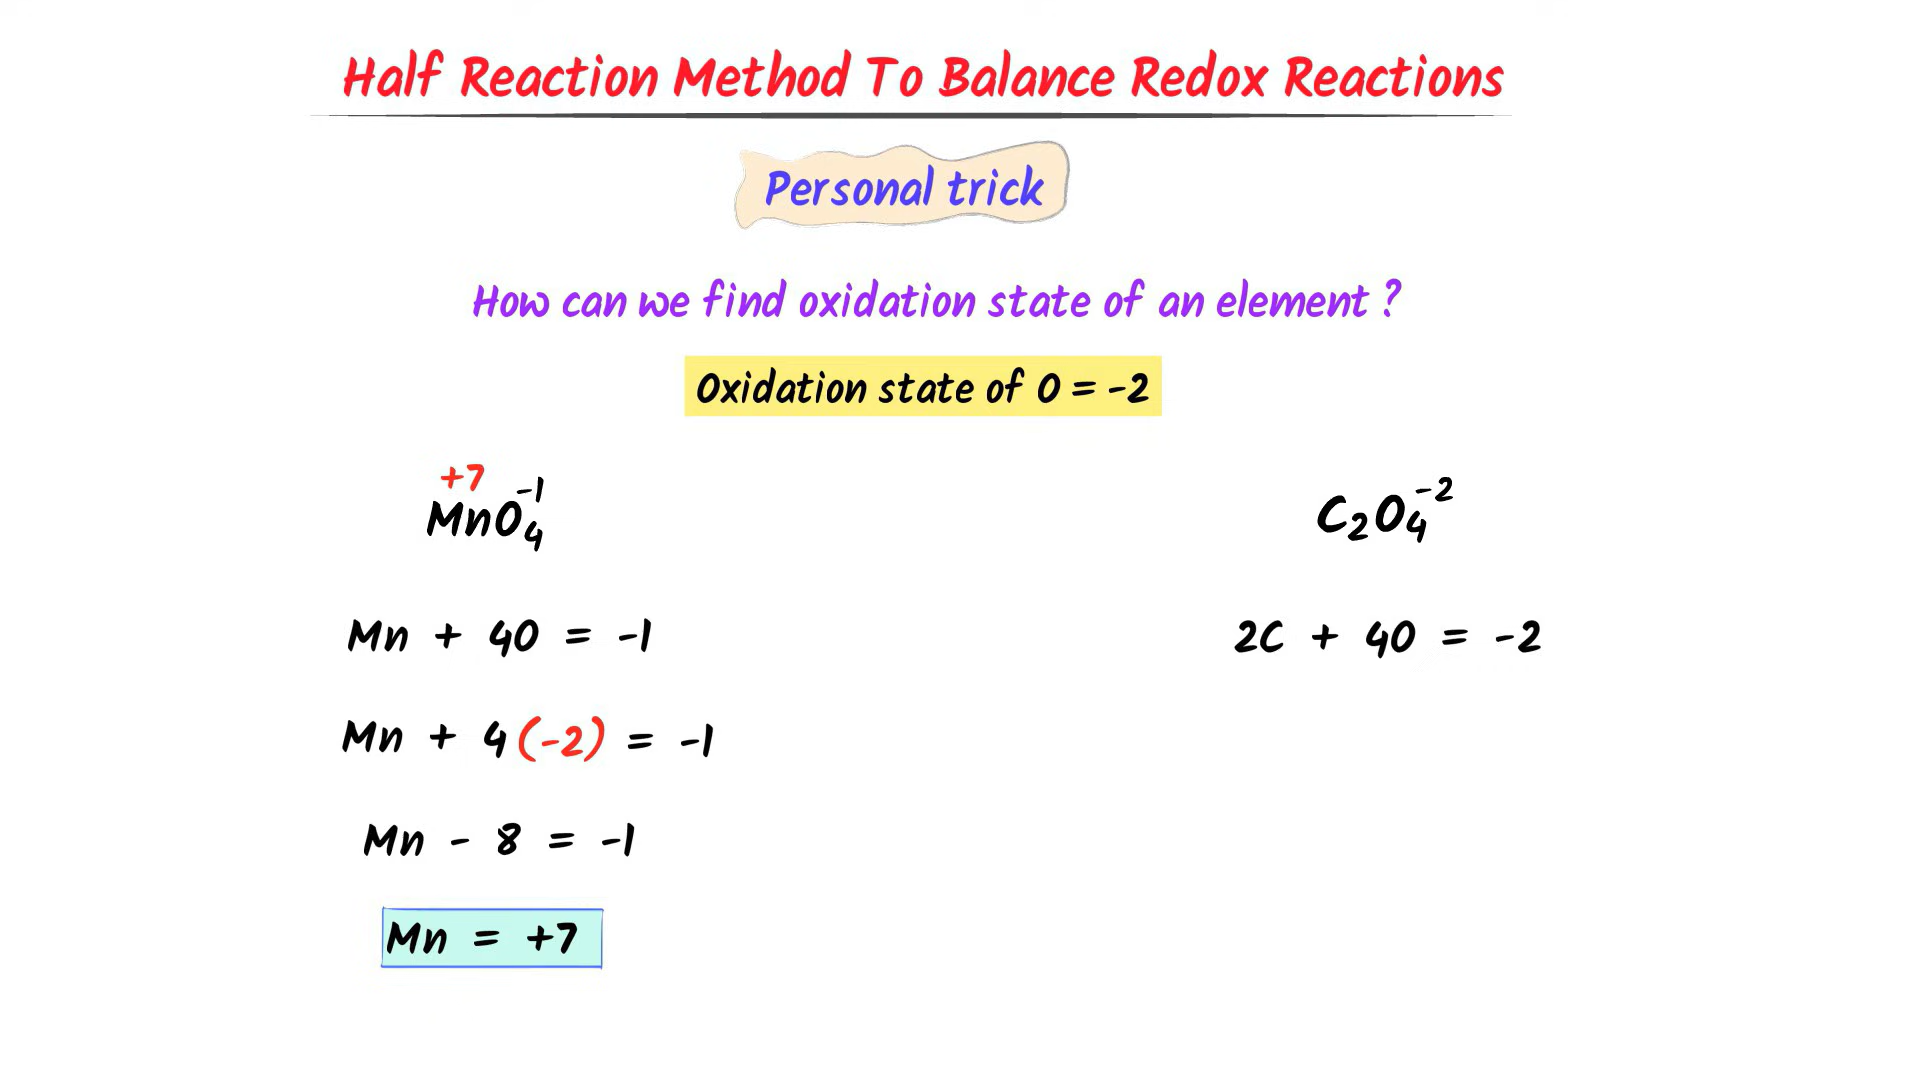 Half Reaction Method To Balance Redox Reactions
Personal trick
How can we find oxidation state of an element ?
Oxidation state of O = -2
+7
MnO₄⁻¹
C₂O₄⁻²
Mn + 4O = -1
2C + 4O = -2
Mn + 4(-2) = -1
Mn - 8 = -1
Mn = +7